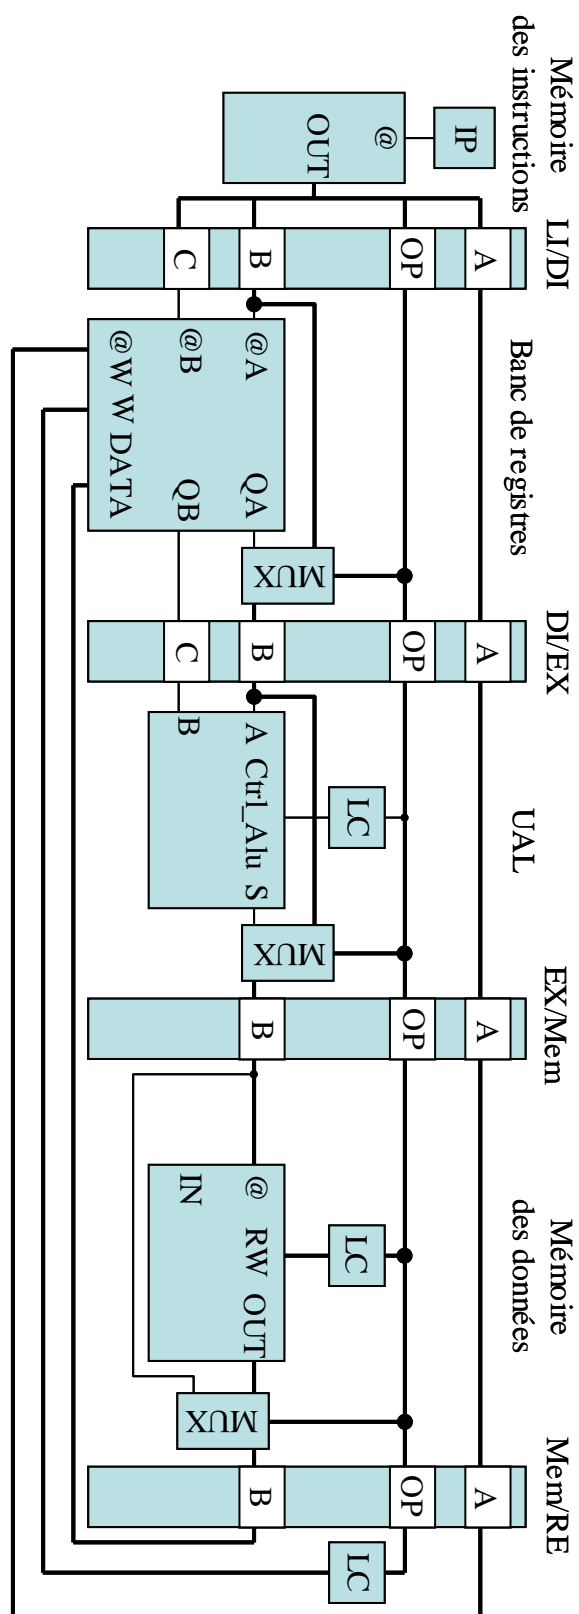 Mémoire
des instructions
LI/DI
Banc de registres
DI/EX
UAL
EX/Mem
Mémoire
des données
Mem/RE
IP
@
OUT
A
OP
B
C
@A
@B
QA
QB
@W W DATA
MUX
A
OP
B
C
LC
A Ctrl_Alu S
B
MUX
A
OP
B
LC
@ RW OUT
IN
MUX
A
OP
B
LC